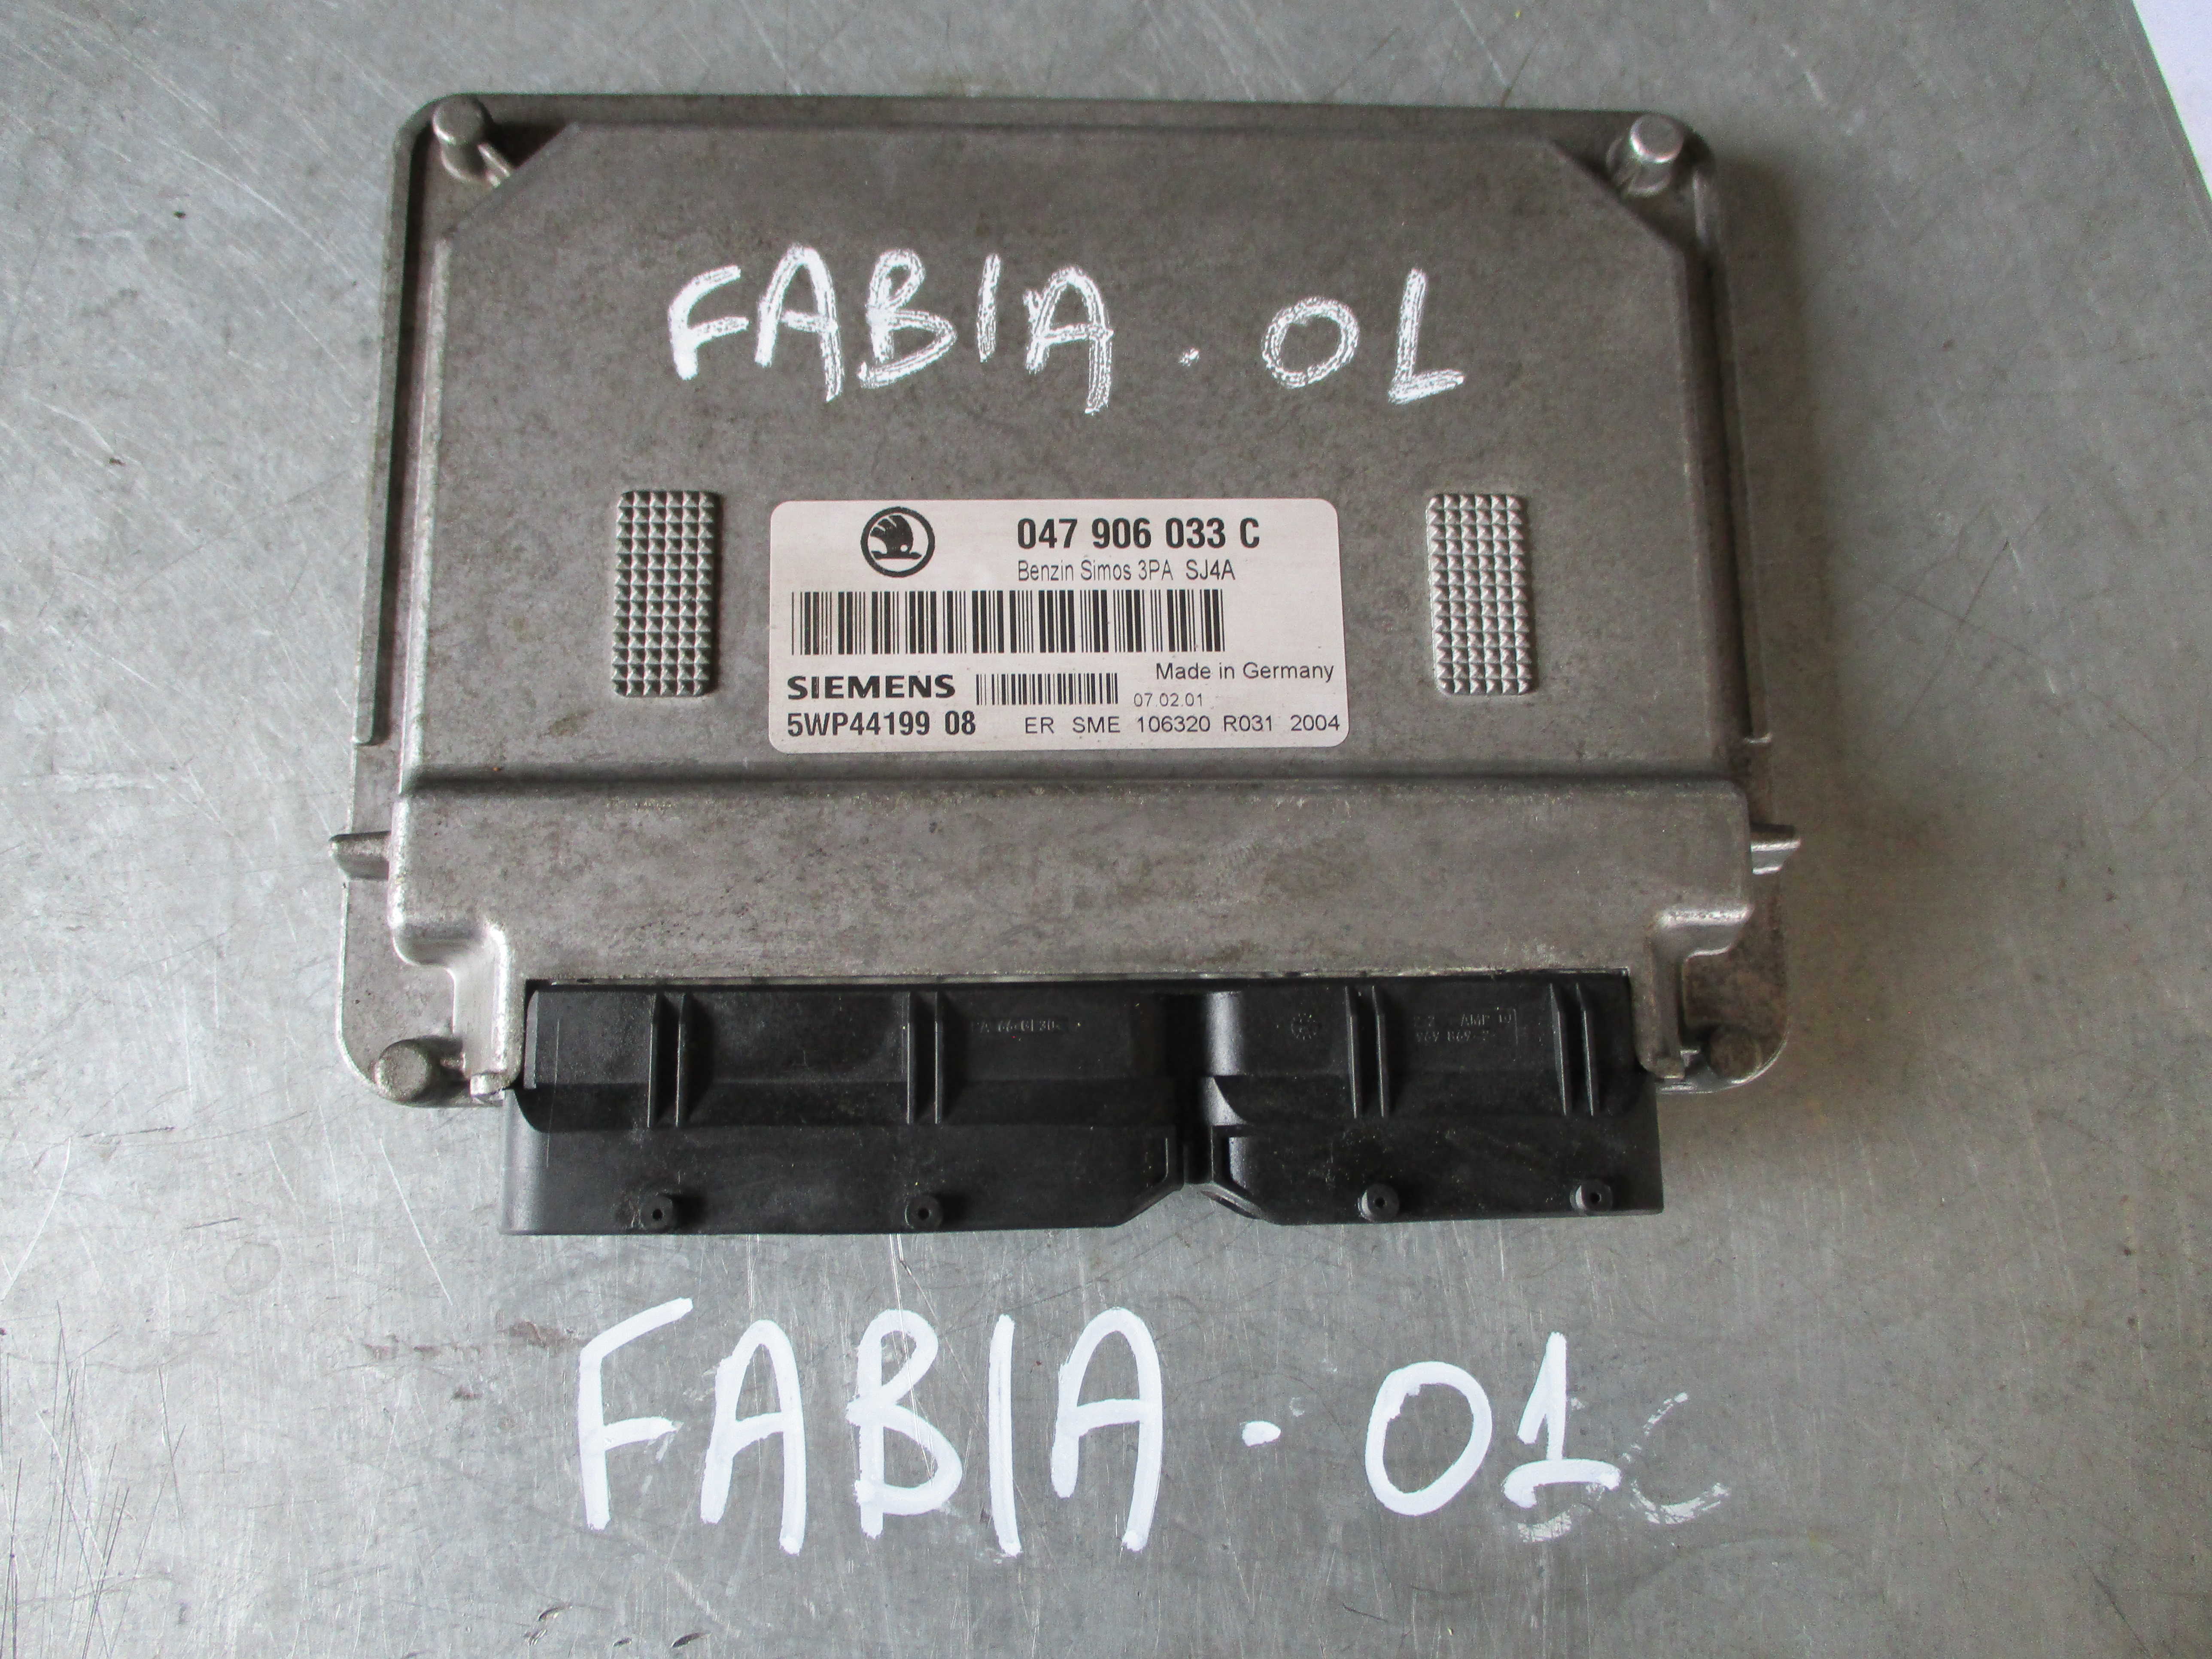 FABIA . 01
047 906 033 C
Benzin Simos 3PA SJ4A
Made in Germany
SIEMENS
07.02.01
5WP44199 08 ER SME 106320 R031 2004
FABIA . 01